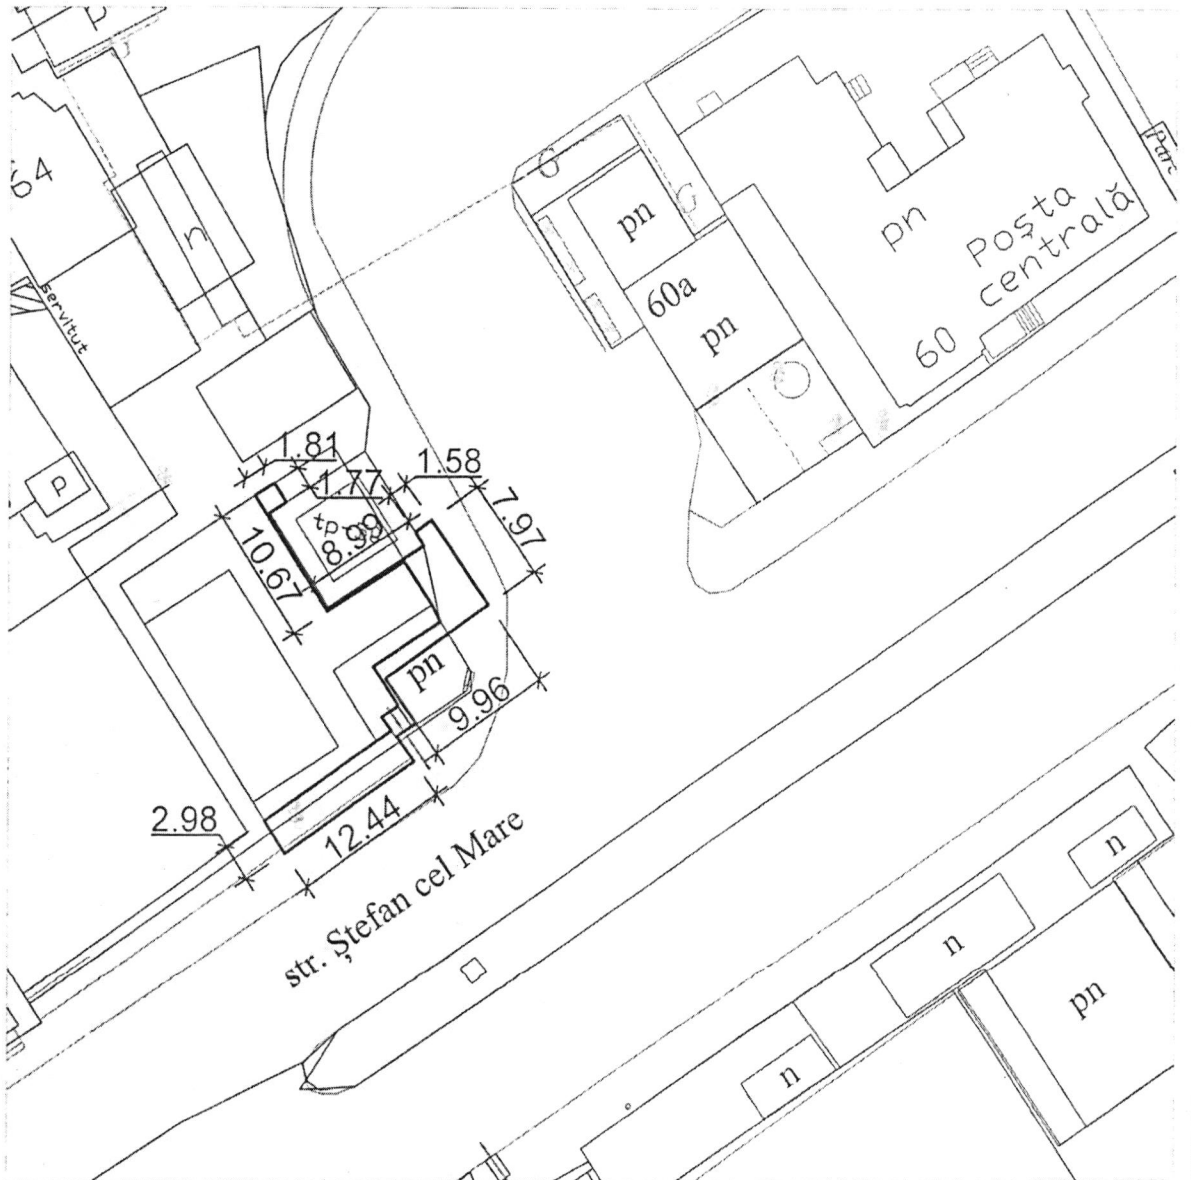 64
n
servitut
p
G
G
pn
60a
pn
pn
Poșta
centrală
60
1.81
1.77
1.58
7.97
10.67
8.99
pn
9.96
2.98
12.44
str. Ștefan cel Mare
n
n
n
pn